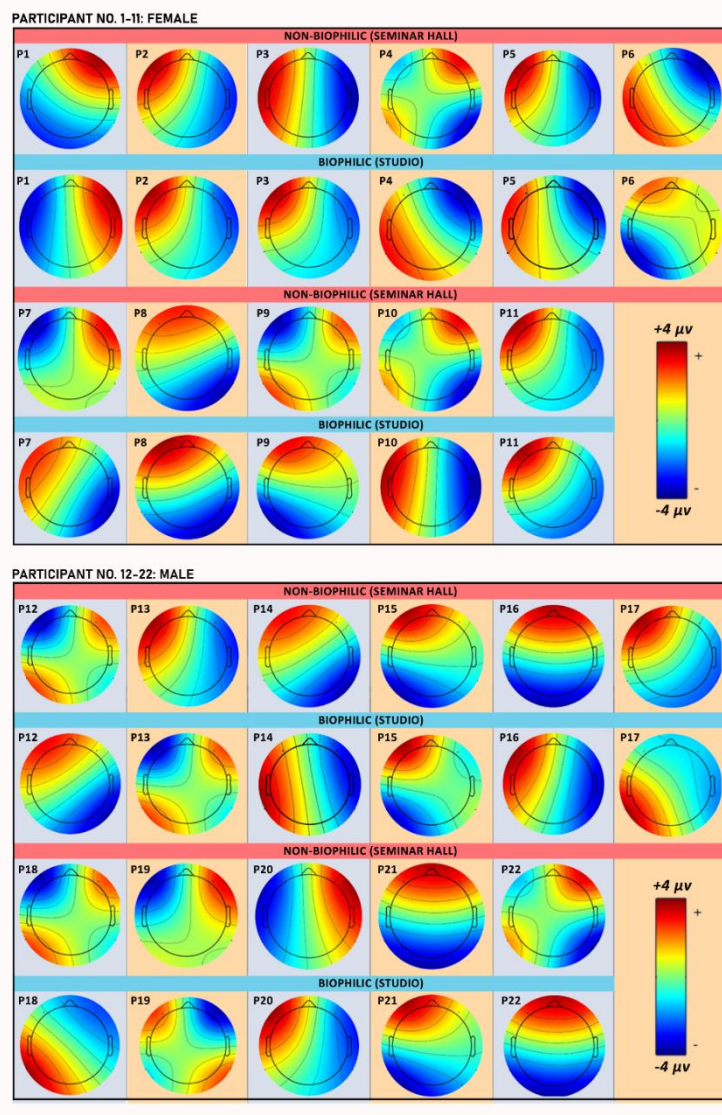 PARTICIPANT NO. 1-11: FEMALE
NON-BIOPHILIC (SEMINAR HALL)
P1 P2 P3 P4 P5 P6
BIOPHILIC (STUDIO)
P1 P2 P3 P4 P5 P6
NON-BIOPHILIC (SEMINAR HALL)
P7 P8 P9 P10 P11
+4 μv
+
BIOPHILIC (STUDIO)
P7 P8 P9 P10 P11
-
-4 μv
PARTICIPANT NO. 12-22: MALE
NON-BIOPHILIC (SEMINAR HALL)
P12 P13 P14 P15 P16 P17
BIOPHILIC (STUDIO)
P12 P13 P14 P15 P16 P17
NON-BIOPHILIC (SEMINAR HALL)
P18 P19 P20 P21 P22
+4 μv
+
BIOPHILIC (STUDIO)
P18 P19 P20 P21 P22
-
-4 μv